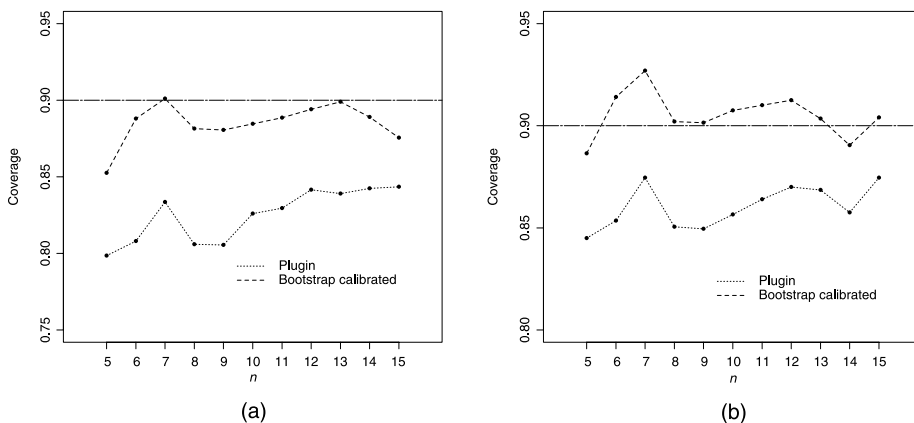 0.95
0.90
0.85
0.80
0.75
Coverage
Plugin
Bootstrap calibrated
5 6 7 8 9 10 11 12 13 14 15
n
(a)
0.95
0.90
0.85
0.80
Coverage
Plugin
Bootstrap calibrated
5 6 7 8 9 10 11 12 13 14 15
n
(b)